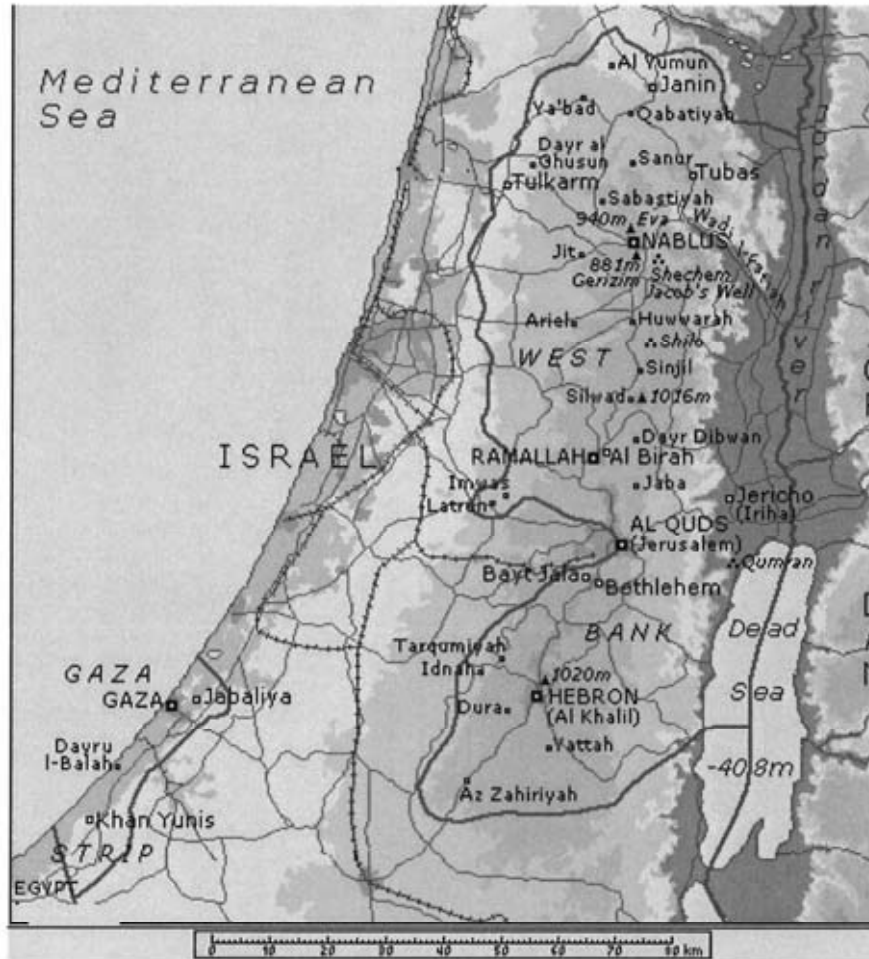 Mediterranean
Sea
Al Yumun
Janin
Ya'bad
Qabatiyah
Dayr al
Ghusun
Sanur
Tubas
Tulkarm
Sabastiyah
940m Eva
Wadi l-Far'ah
NABLUS
Jit
881m
Gerizim
Shechem,
Jacob's Well
Ariel
Huwwarah
Shilo
WEST
Sinjil
Silwad
1016m
Jordan river
ISRAEL
Dayr Dibwan
RAMALLAH
Al Birah
Imwas
Jaba
Latrun
Jericho
(Iriha)
AL QUDS
(Jerusalem)
Qumran
Bayt Jala
Bethlehem
BANK
Dead
Sea
-408m
Tarqumiyah
Idnah
1020m
HEBRON
(Al Khalil)
Dura
Yattah
Az Zahiriyah
GAZA
GAZA
Jabaliya
Dayru
l-Balah
Khan Yunis
STRIP
EGYPT
0 10 20 30 40 50 60 70 80 km